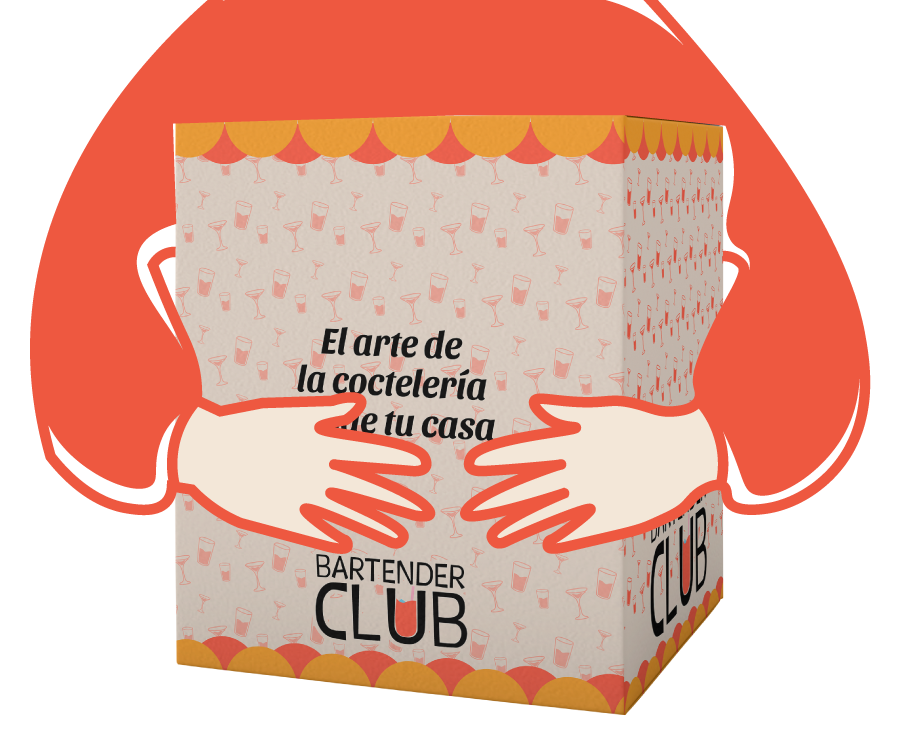 El arte de
la coctelería
tu casa
BARTENDER
CLUB
CLUB